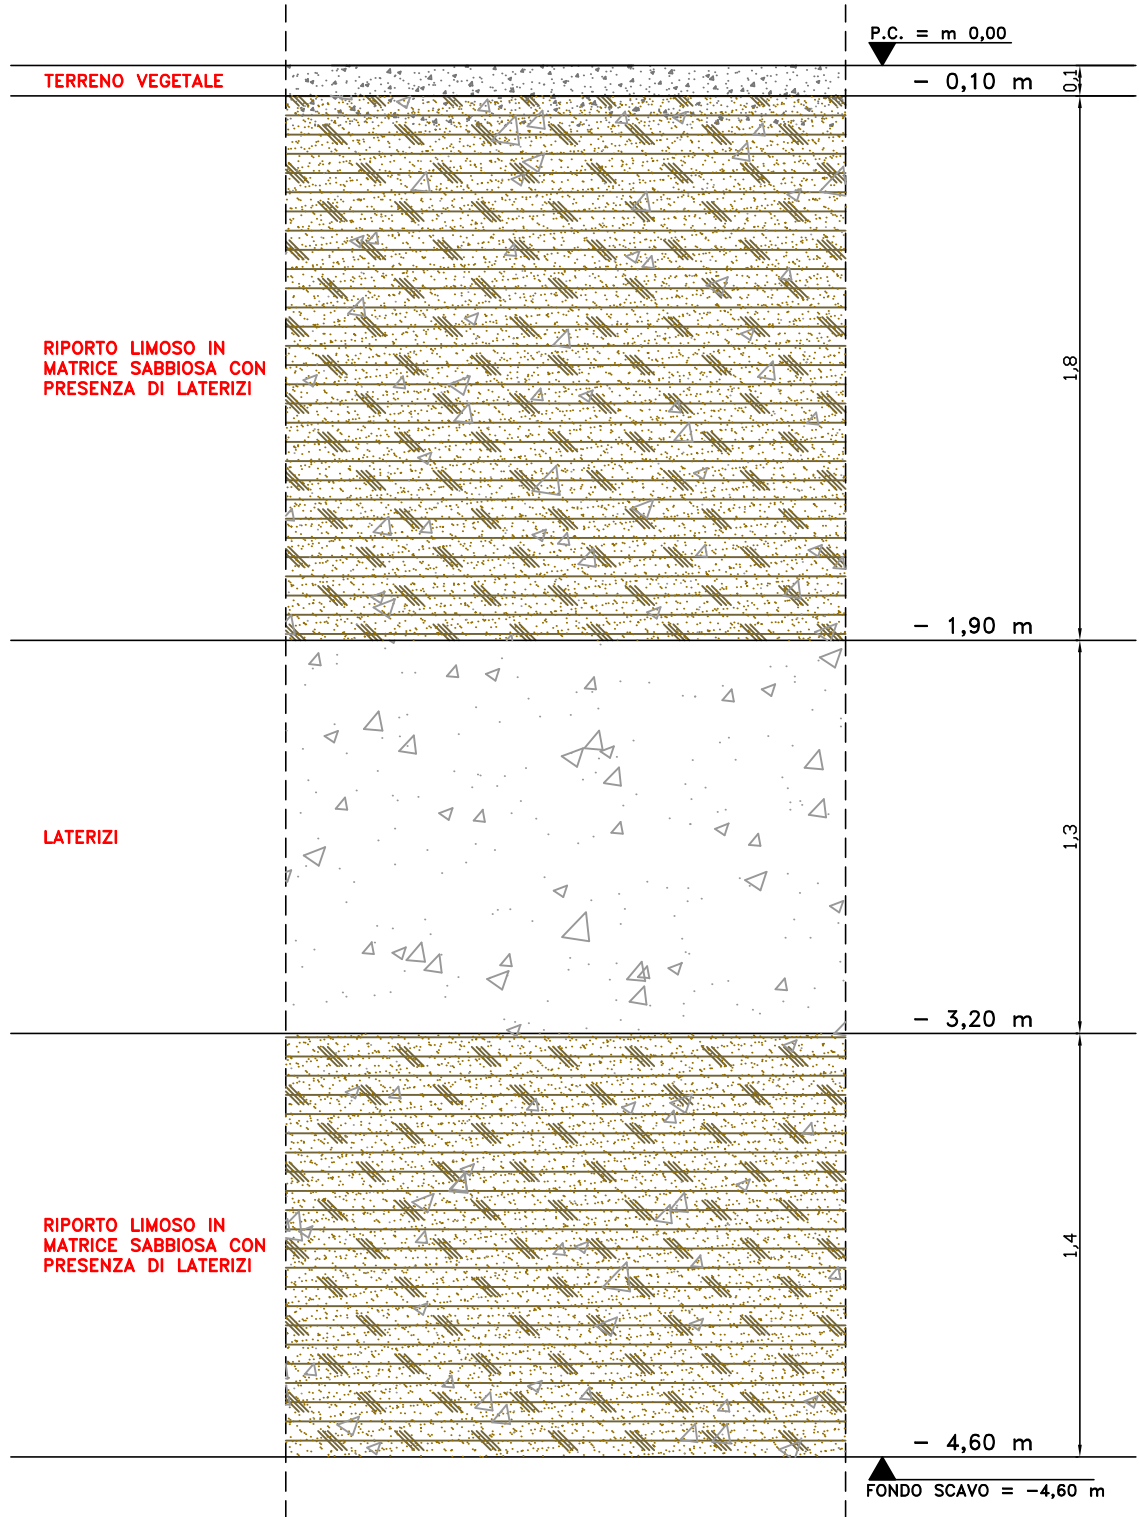 P.C. = m 0,00
TERRENO VEGETALE
- 0,10 m
0,1
RIPORTO LIMOSO IN
MATRICE SABBIOSA CON
PRESENZA DI LATERIZI
1,8
- 1,90 m
LATERIZI
1,3
- 3,20 m
RIPORTO LIMOSO IN
MATRICE SABBIOSA CON
PRESENZA DI LATERIZI
1,4
- 4,60 m
FONDO SCAVO = -4,60 m